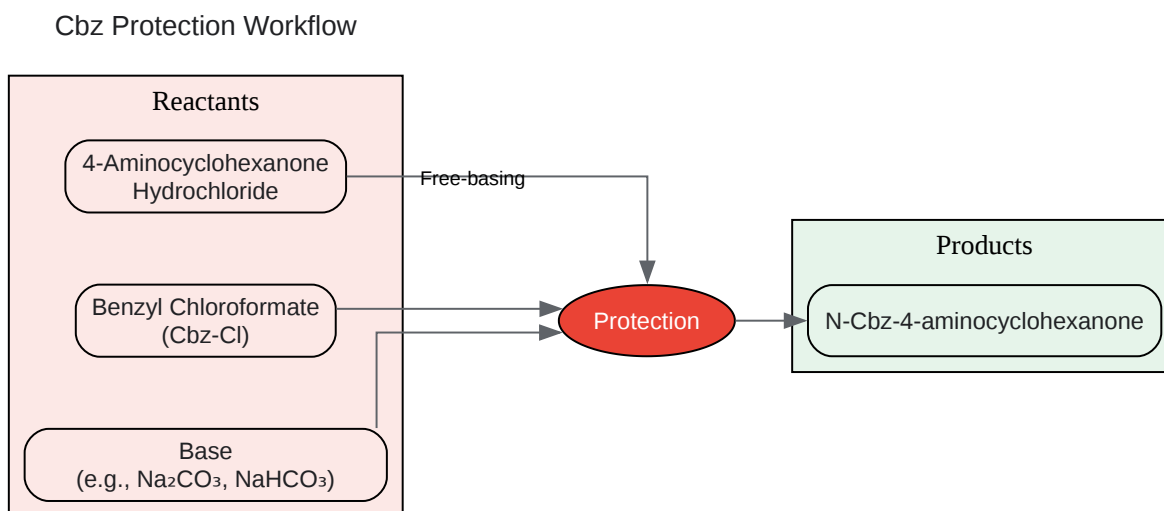 Cbz Protection Workflow
Reactants
4-Aminocyclohexanone
Hydrochloride
Free-basing
Benzyl Chloroformate
(Cbz-Cl)
Base
(e.g., Na₂CO₃, NaHCO₃)
Protection
Products
N-Cbz-4-aminocyclohexanone